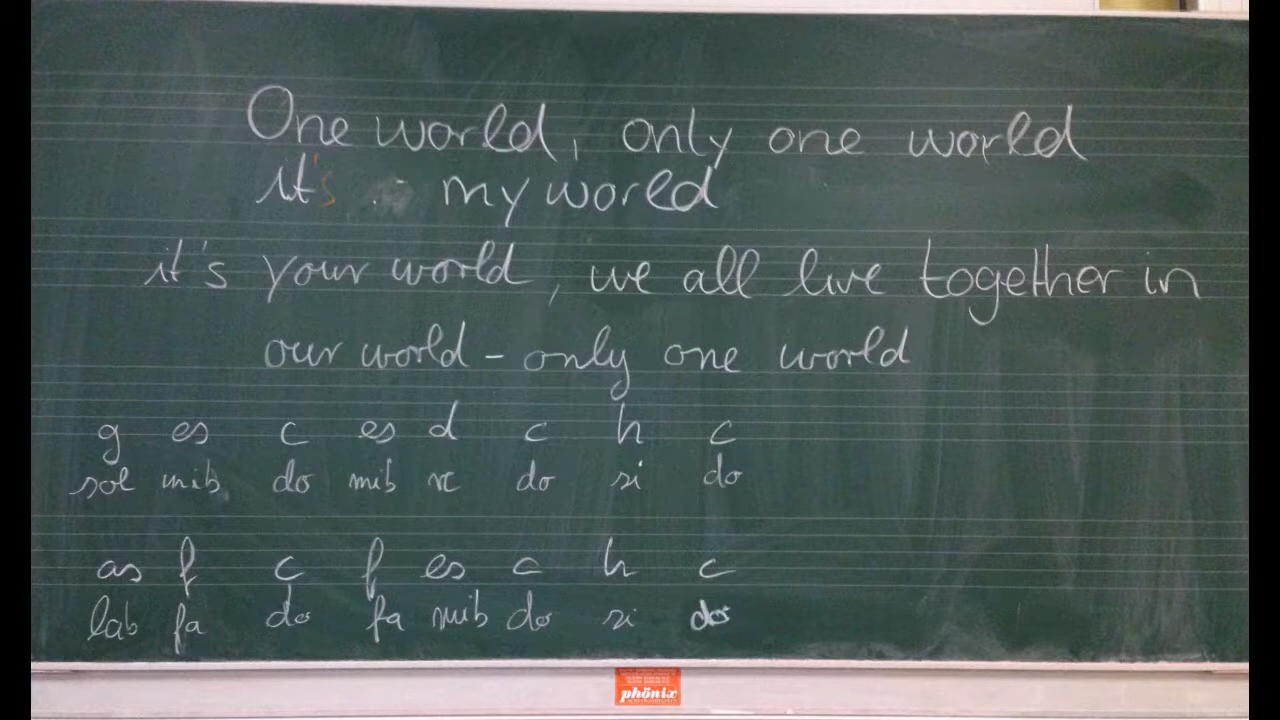 One world, only one world
it's my world
it's your world, we all live together in
our world - only one world
g es c es d c h c
sol mib do mib re do si do
as f c f es c h c
lab fa do fa mib do si do
phönix